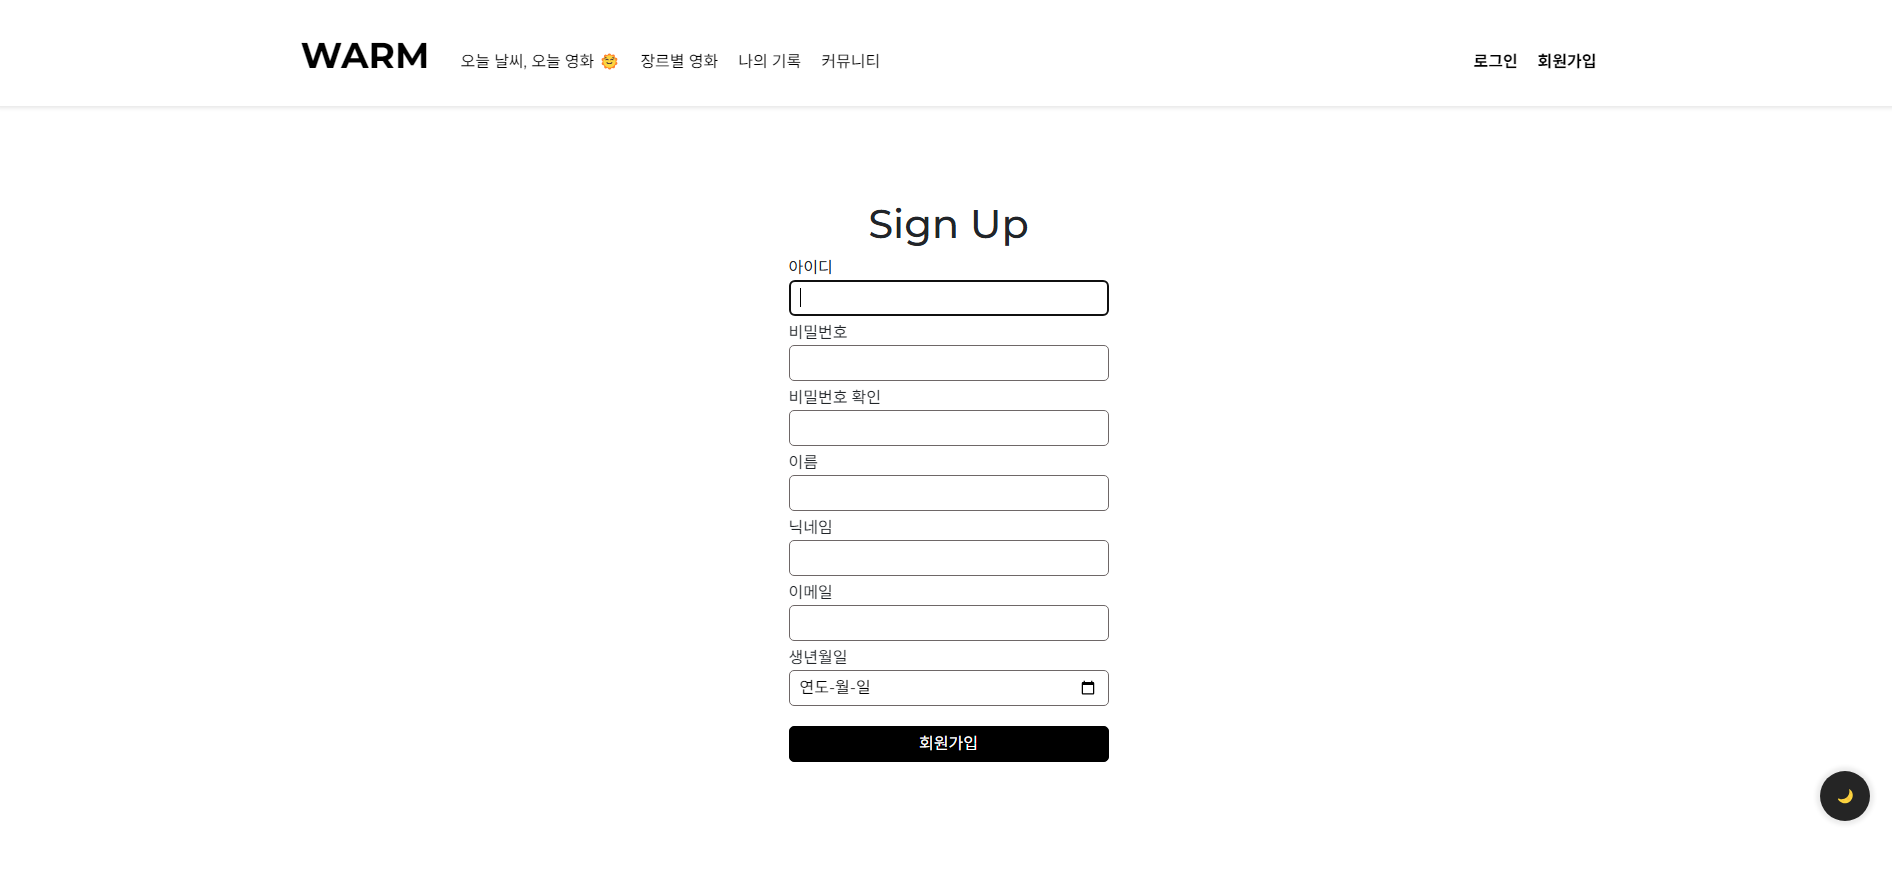 WARM
오늘 날씨, 오늘 영화 🌞 장르별 영화 나의 기록 커뮤니티
로그인 회원가입
Sign Up
아이디
비밀번호
비밀번호 확인
이름
닉네임
이메일
생년월일
연도-월-일
회원가입